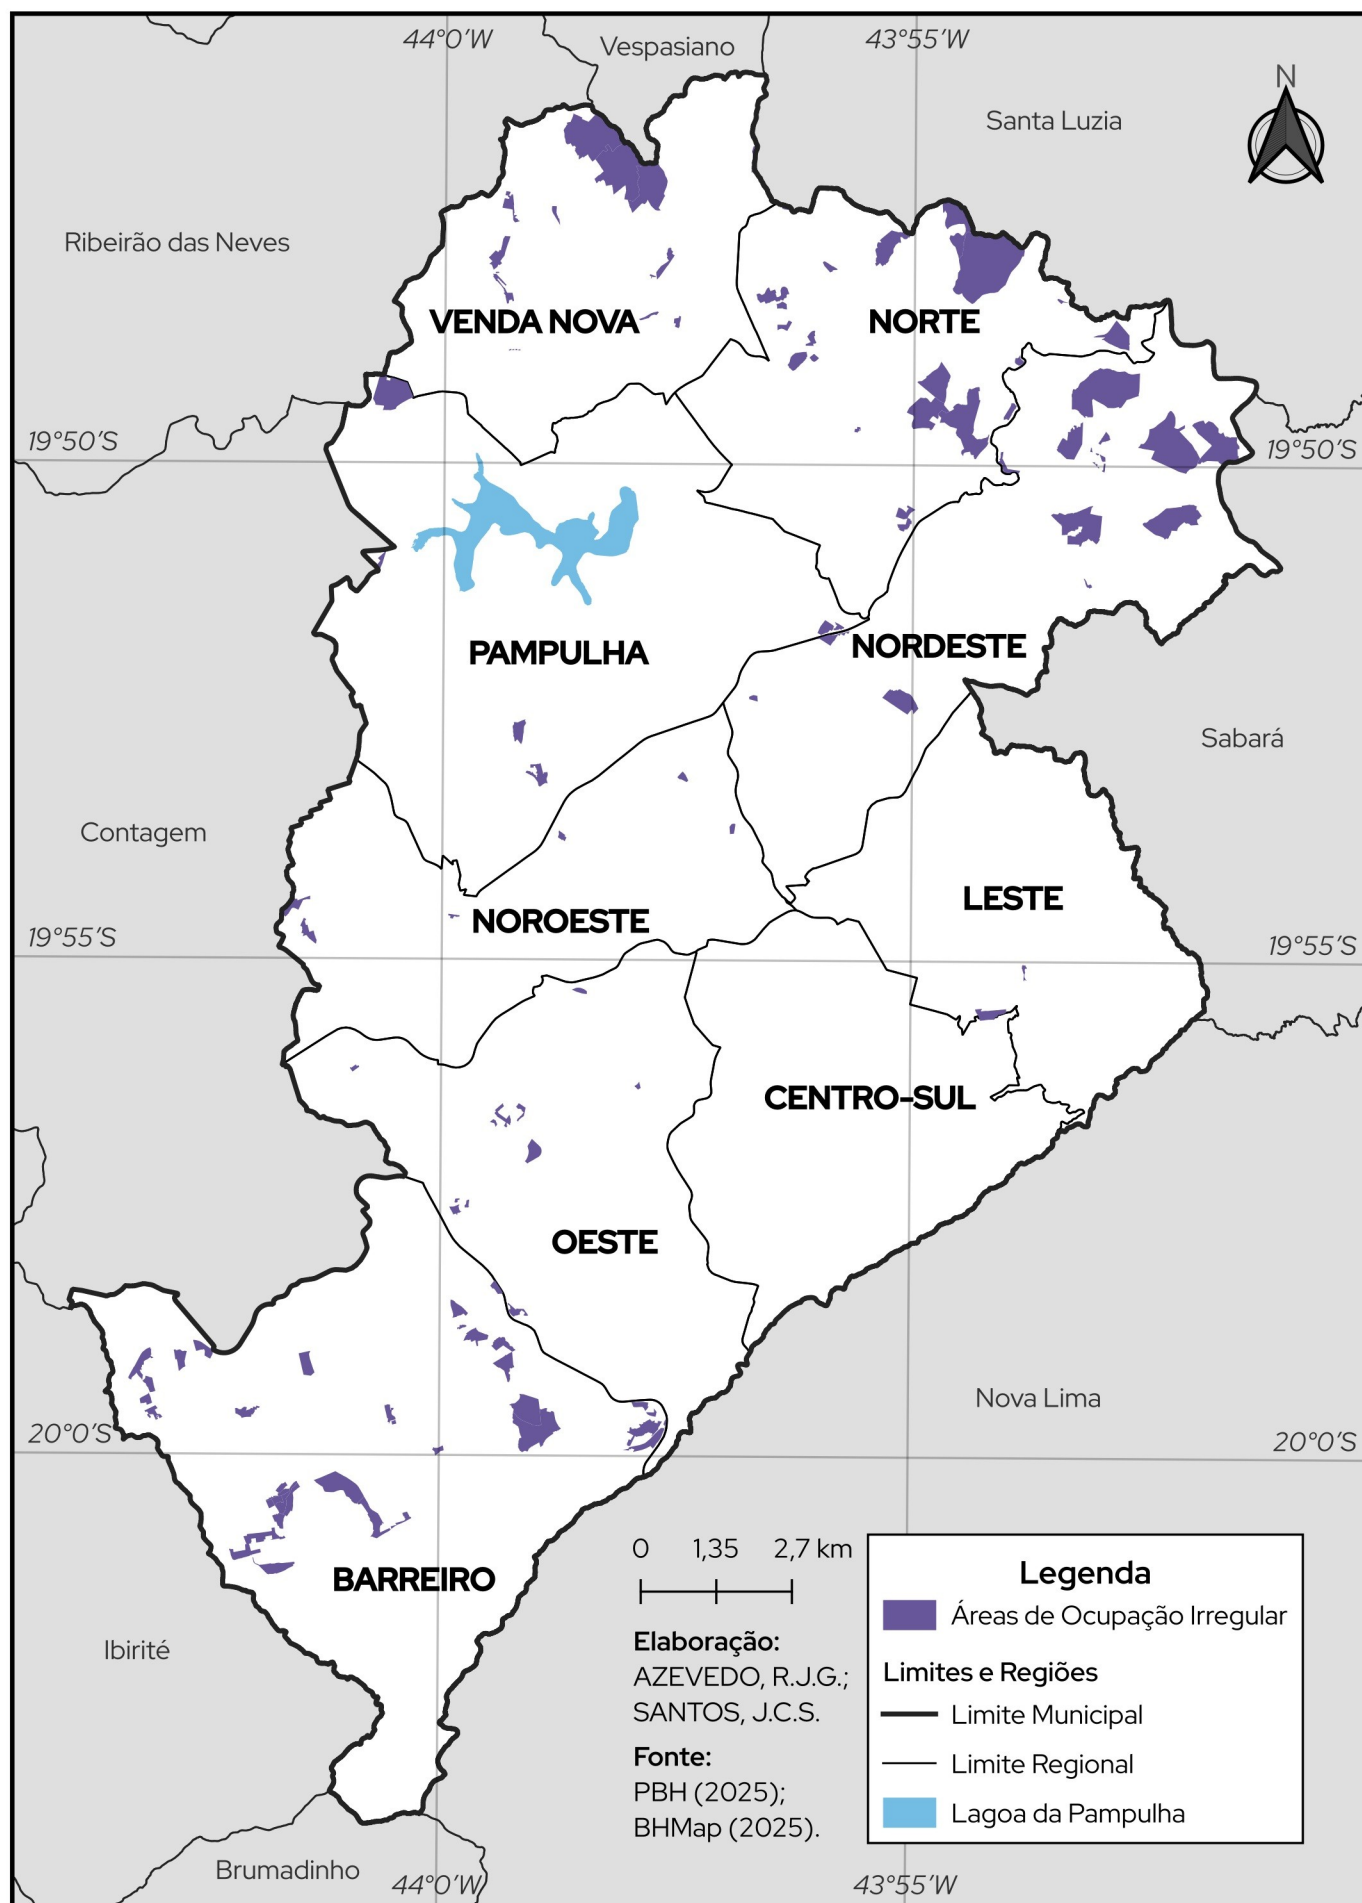 44°0'W
Vespasiano
43°55'W
N
Santa Luzia
Ribeirão das Neves
VENDA NOVA
NORTE
19°50'S
19°50'S
PAMPULHA
NORDESTE
Sabará
Contagem
LESTE
NOROESTE
19°55'S
19°55'S
CENTRO-SUL
OESTE
Nova Lima
20°0'S
20°0'S
BARREIRO
Ibirité
Brumadinho
0 1,35 2,7 km
Elaboração:
AZEVEDO, R.J.G.;
SANTOS, J.C.S.
Fonte:
PBH (2025);
BHMap (2025).
Legenda
Áreas de Ocupação Irregular
Limites e Regiões
Limite Municipal
Limite Regional
Lagoa da Pampulha
44°0'W
43°55'W